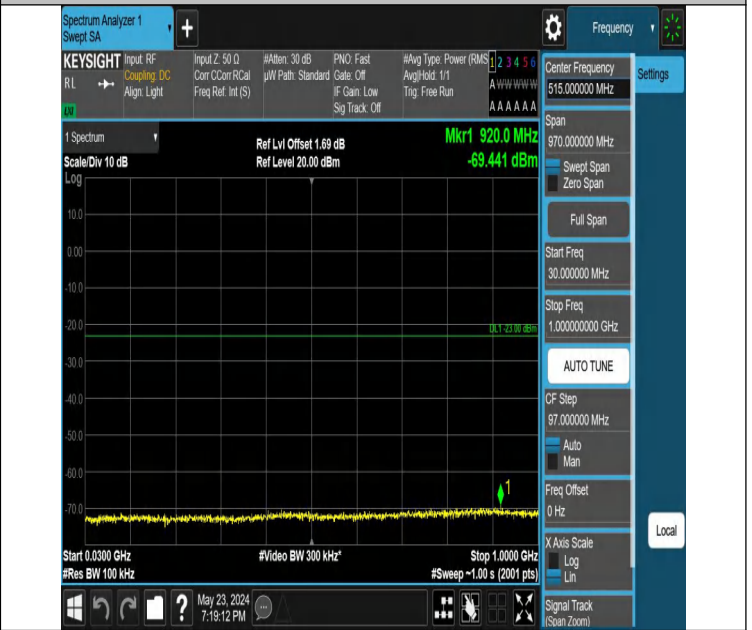 Spectrum Analyzer 1
Swept SA
+
Frequency
KEYSIGHT
RL
Input: RF
Coupling: DC
Align: Light
Input Z: 50 Ω
Corr CCorr RCal
Freq Ref: Int (S)
#Atten: 30 dB
µW Path: Standard
PNO: Fast
Gate: Off
IF Gain: Low
Sig Track: Off
#Avg Type: Power (RMS
Avg|Hold: 1/1
Trig: Free Run
1 2 3 4 5 6
A W W W W W
A A A A A A
1 Spectrum
Scale/Div 10 dB
Ref Lvl Offset 1.69 dB
Ref Level 20.00 dBm
Mkr1 920.0 MHz
-69.441 dBm
Log
10.0
0.00
-10.0
-20.0
DL1 -23.00 dBm
-30.0
-40.0
-50.0
-60.0
-70.0
1
Start 0.0300 GHz
#Res BW 100 kHz
#Video BW 300 kHz*
Stop 1.0000 GHz
#Sweep ~1.00 s (2001 pts)
?
May 23, 2024
7:19:12 PM
Center Frequency
515.000000 MHz
Settings
Span
970.000000 MHz
Swept Span
Zero Span
Full Span
Start Freq
30.000000 MHz
Stop Freq
1.000000000 GHz
AUTO TUNE
CF Step
97.000000 MHz
Auto
Man
Freq Offset
0 Hz
X Axis Scale
Log
Lin
Signal Track
(Span Zoom)
Local